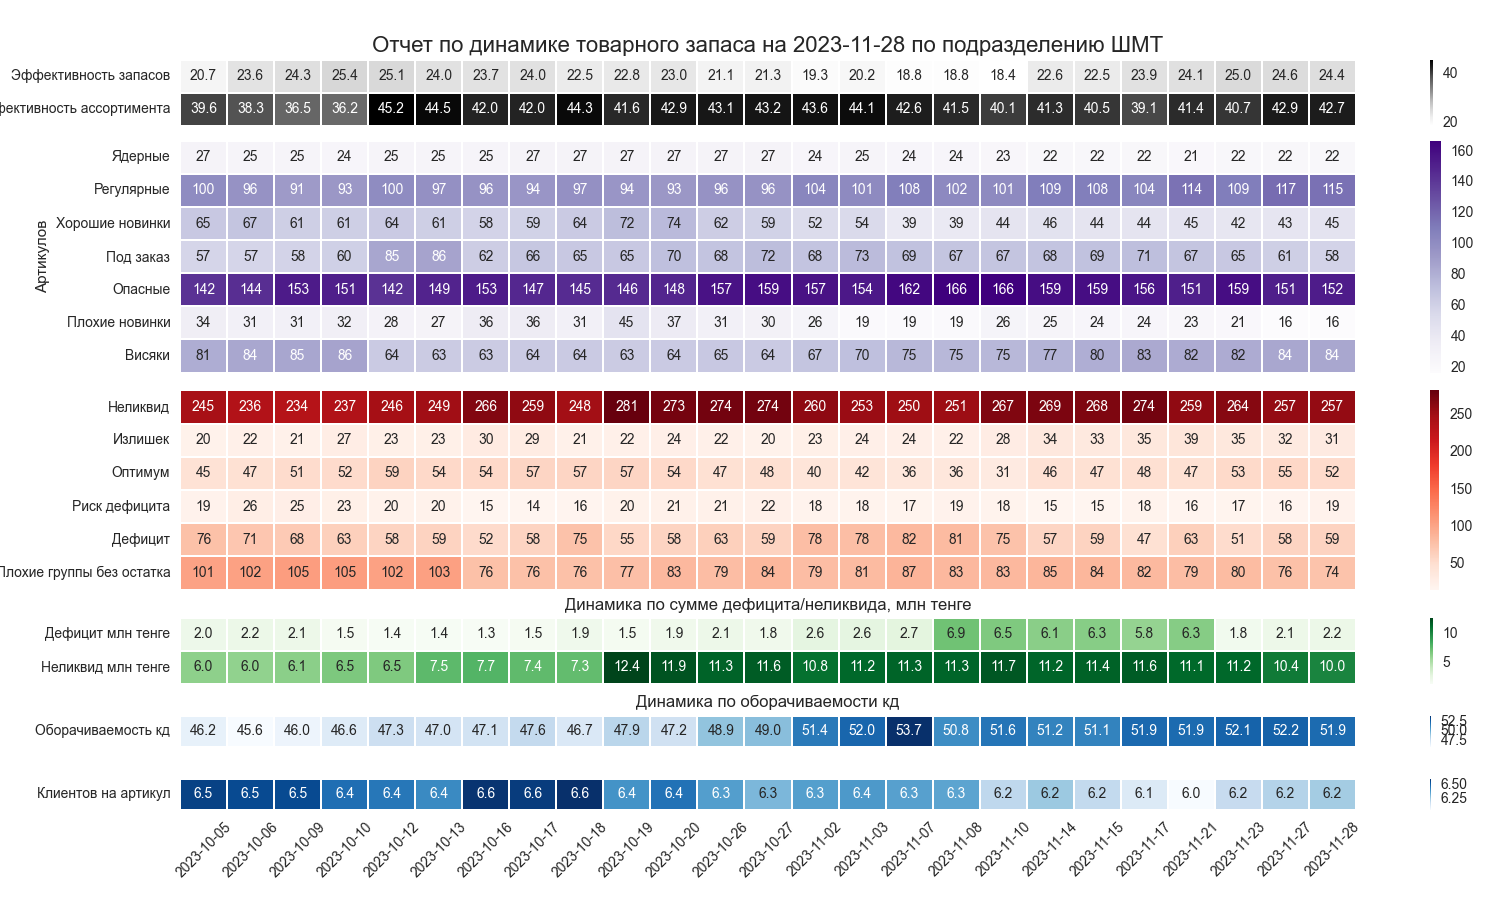 Отчет по динамике товарного запаса на 2023-11-28 по подразделению ШМТ
Эффективность запасов 20.7 23.6 24.3 25.4 25.1 24.0 23.7 24.0 22.5 22.8 23.0 21.1 21.3 19.3 20.2 18.8 18.8 18.4 22.6 22.5 23.9 24.1 25.0 24.6 24.4
фективность ассортимента 39.6 38.3 36.5 36.2 45.2 44.5 42.0 42.0 44.3 41.6 42.9 43.1 43.2 43.6 44.1 42.6 41.5 40.1 41.3 40.5 39.1 41.4 40.7 42.9 42.7
40
20
Артикулов
Ядерные 27 25 25 24 25 25 25 27 27 27 27 27 27 24 25 24 24 23 22 22 22 21 22 22 22
Регулярные 100 96 91 93 100 97 96 94 97 94 93 96 96 104 101 108 102 101 109 108 104 114 109 117 115
Хорошие новинки 65 67 61 61 64 61 58 59 64 72 74 62 59 52 54 39 39 44 46 44 44 45 42 43 45
Под заказ 57 57 58 60 85 86 62 66 65 65 70 68 72 68 73 69 67 67 68 69 71 67 65 61 58
Опасные 142 144 153 151 142 149 153 147 145 146 148 157 159 157 154 162 166 166 159 159 156 151 159 151 152
Плохие новинки 34 31 31 32 28 27 36 36 31 45 37 31 30 26 19 19 19 26 25 24 24 23 21 16 16
Висяки 81 84 85 86 64 63 63 64 64 63 64 65 64 67 70 75 75 75 77 80 83 82 82 84 84
160
140
120
100
80
60
40
20
Неликвид 245 236 234 237 246 249 266 259 248 281 273 274 274 260 253 250 251 267 269 268 274 259 264 257 257
Излишек 20 22 21 27 23 23 30 29 21 22 24 22 20 23 24 24 22 28 34 33 35 39 35 32 31
Оптимум 45 47 51 52 59 54 54 57 57 57 54 47 48 40 42 36 36 31 46 47 48 47 53 55 52
Риск дефицита 19 26 25 23 20 20 15 14 16 20 21 21 22 18 18 17 19 18 15 15 18 16 17 16 19
Дефицит 76 71 68 63 58 59 52 58 75 55 58 63 59 78 78 82 81 75 57 59 47 63 51 58 59
Плохие группы без остатка 101 102 105 105 102 103 76 76 76 77 83 79 84 79 81 87 83 83 85 84 82 79 80 76 74
250
200
150
100
50
Динамика по сумме дефицита/неликвида, млн тенге
Дефицит млн тенге 2.0 2.2 2.1 1.5 1.4 1.4 1.3 1.5 1.9 1.5 1.9 2.1 1.8 2.6 2.6 2.7 6.9 6.5 6.1 6.3 5.8 6.3 1.8 2.1 2.2
Неликвид млн тенге 6.0 6.0 6.1 6.5 6.5 7.5 7.7 7.4 7.3 12.4 11.9 11.3 11.6 10.8 11.2 11.3 11.3 11.7 11.2 11.4 11.6 11.1 11.2 10.4 10.0
10
5
Динамика по оборачиваемости кд
Оборачиваемость кд 46.2 45.6 46.0 46.6 47.3 47.0 47.1 47.6 46.7 47.9 47.2 48.9 49.0 51.4 52.0 53.7 50.8 51.6 51.2 51.1 51.9 51.9 52.1 52.2 51.9
52.5
50.0
47.5
Клиентов на артикул 6.5 6.5 6.5 6.4 6.4 6.4 6.6 6.6 6.6 6.4 6.4 6.3 6.3 6.3 6.4 6.3 6.3 6.2 6.2 6.2 6.1 6.0 6.2 6.2 6.2
6.50
6.25
2023-10-05 2023-10-06 2023-10-09 2023-10-10 2023-10-12 2023-10-13 2023-10-16 2023-10-17 2023-10-18 2023-10-19 2023-10-20 2023-10-26 2023-10-27 2023-11-02 2023-11-03 2023-11-07 2023-11-08 2023-11-10 2023-11-14 2023-11-15 2023-11-17 2023-11-21 2023-11-23 2023-11-27 2023-11-28